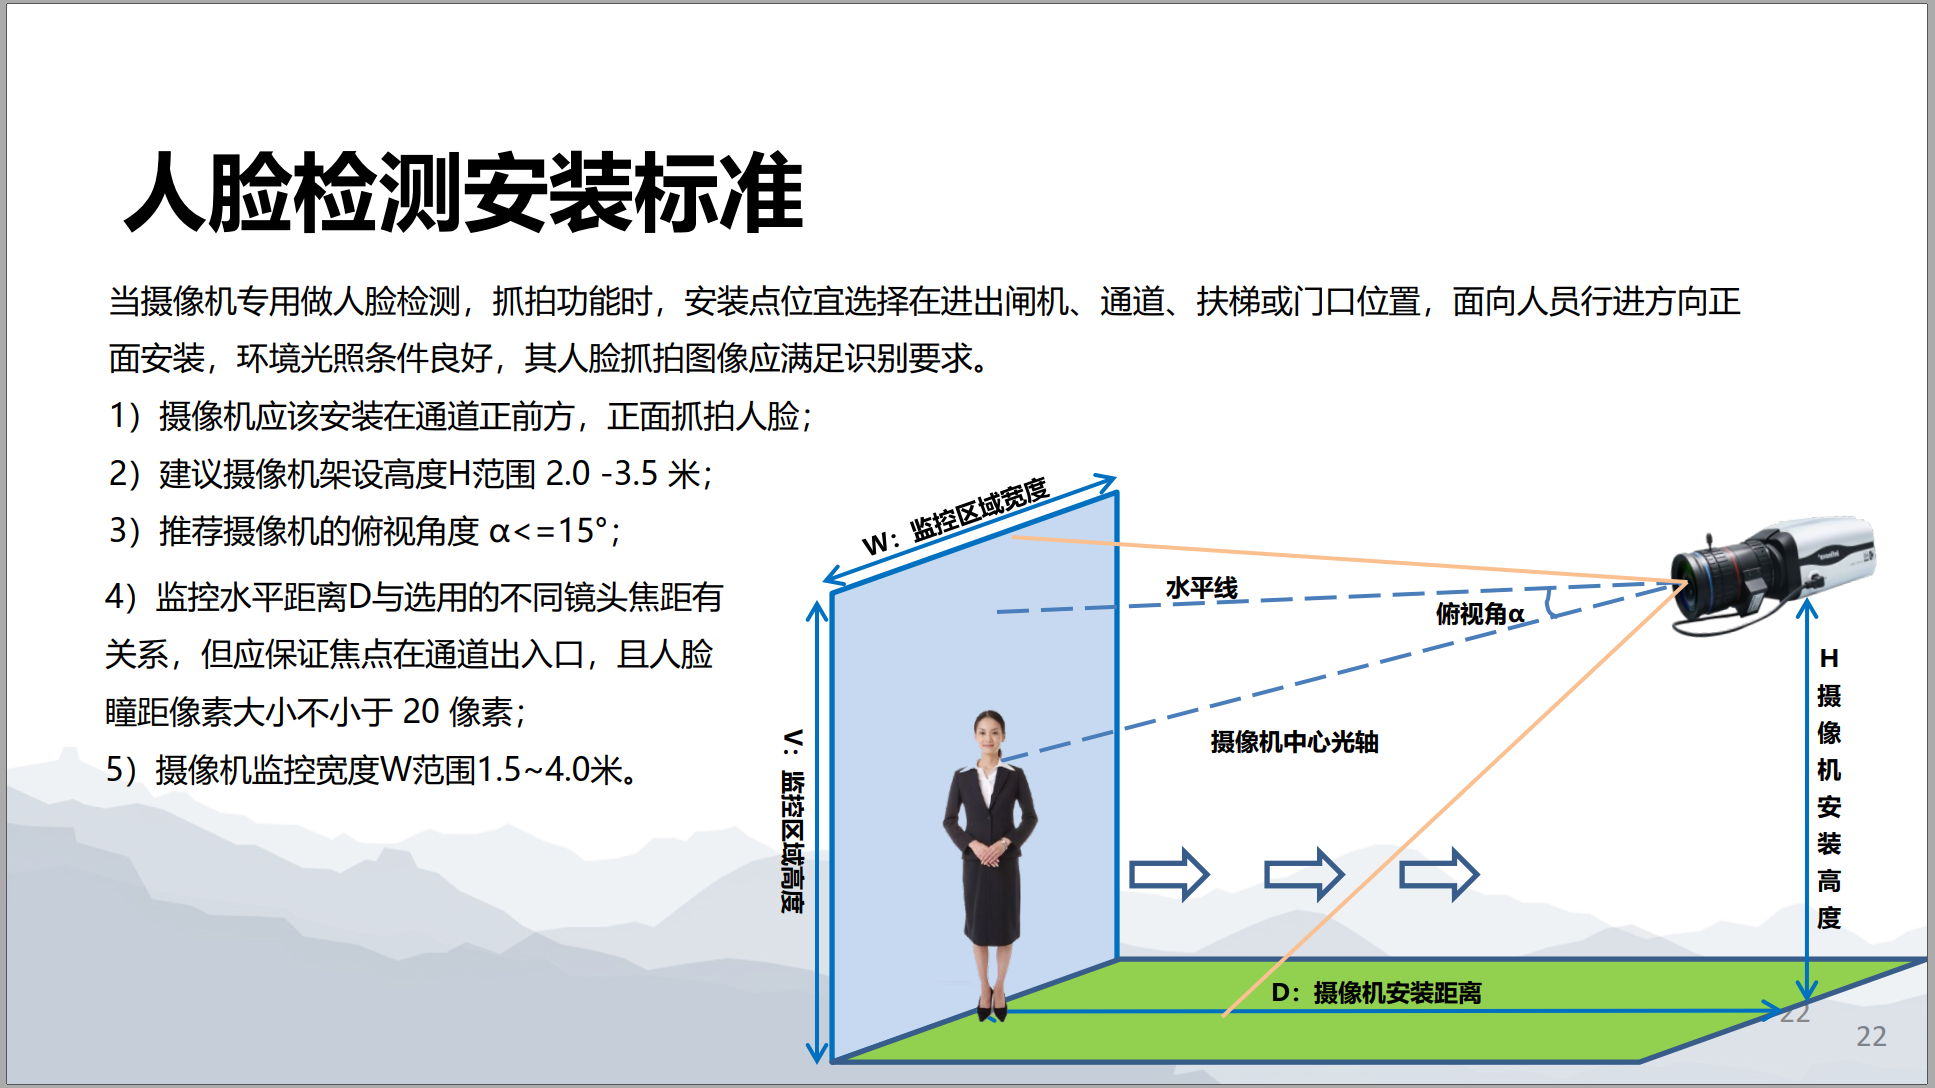 人脸检测安装标准
当摄像机专用做人脸检测，抓拍功能时，安装点位宜选择在进出闸机、通道、扶梯或门口位置，面向人员行进方向正
面安装，环境光照条件良好，其人脸抓拍图像应满足识别要求。
1）摄像机应该安装在通道正前方，正面抓拍人脸；
2）建议摄像机架设高度H范围 2.0 -3.5 米；
3）推荐摄像机的俯视角度 α<=15°；
4）监控水平距离D与选用的不同镜头焦距有
关系，但应保证焦点在通道出入口，且人脸
瞳距像素大小不小于 20 像素；
5）摄像机监控宽度W范围1.5~4.0米。
W：监控区域宽度
水平线
俯视角α
摄像机中心光轴
V：监控区域高度
H摄像机安装高度
D：摄像机安装距离
22
22